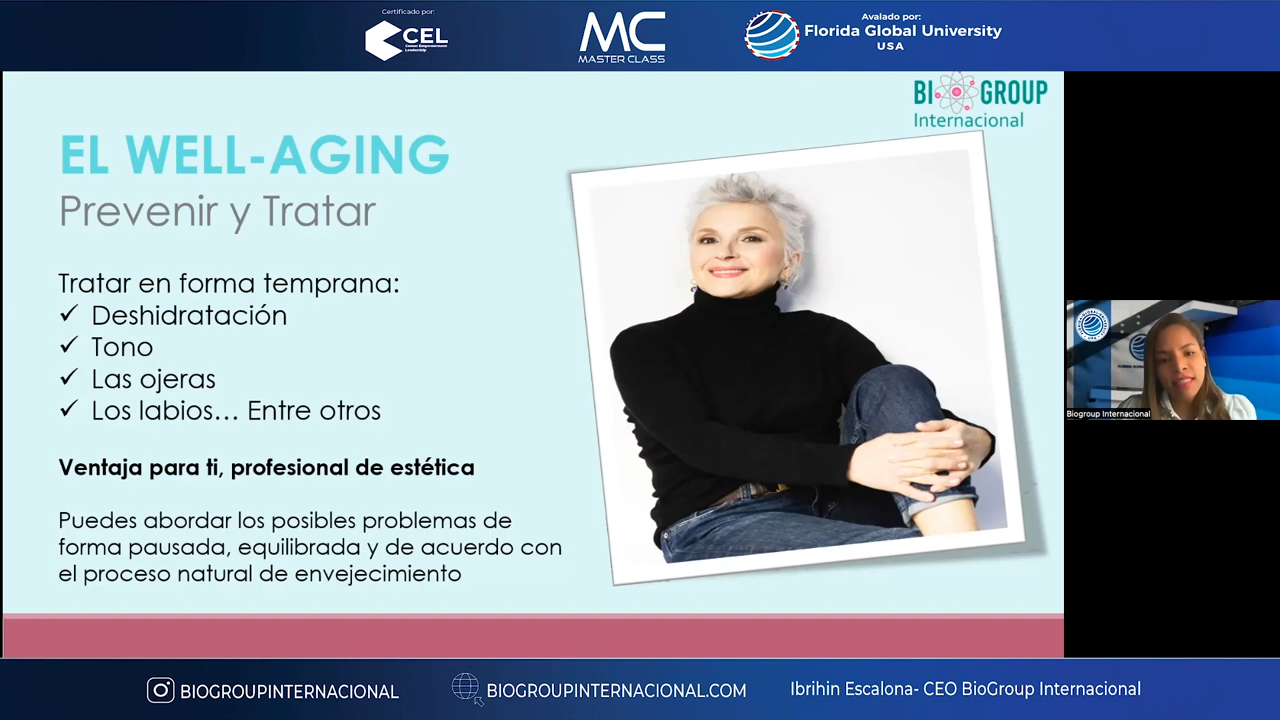 Certificado por:
CEL
Career Empowerment
Leadership
MC
MASTER CLASS
Avalado por:
Florida Global University
USA
BIOGROUP
Internacional
EL WELL-AGING
Prevenir y Tratar
Tratar en forma temprana:
✓ Deshidratación
✓ Tono
✓ Las ojeras
✓ Los labios... Entre otros
Ventaja para ti, profesional de estética
Puedes abordar los posibles problemas de
forma pausada, equilibrada y de acuerdo con
el proceso natural de envejecimiento
Biogroup Internacional
BIOGROUPINTERNACIONAL
BIOGROUPINTERNACIONAL.COM
Ibrihin Escalona- CEO BioGroup Internacional